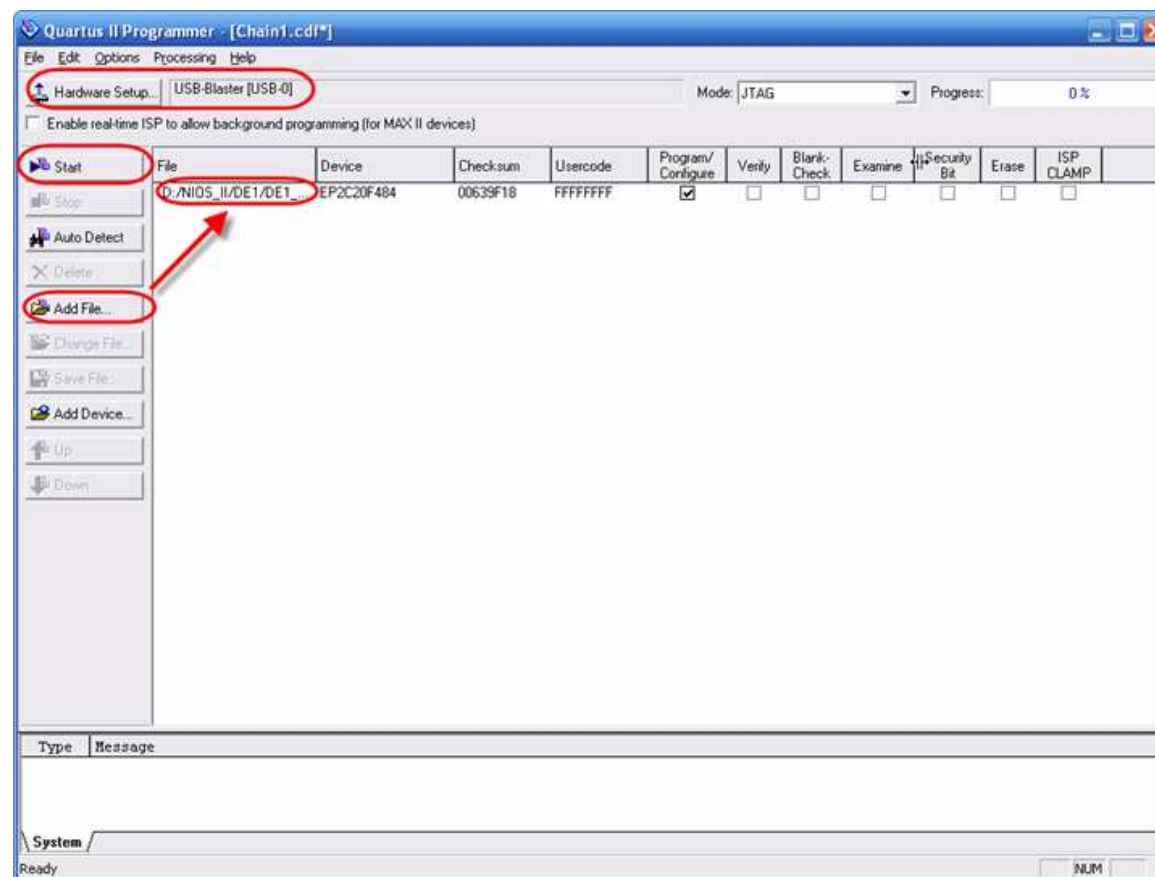 Quartus II Programmer - [Chain1.cdf*]
File Edit Options Processing Help
Hardware Setup... USB-Blaster [USB-0] Mode: JTAG Progress: 0 %
Enable real-time ISP to allow background programming (for MAX II devices)
Start
Stop
Auto Detect
Delete
Add File...
Change File...
Save File...
Add Device...
Up
Down
File Device Checksum Usercode Program/ Configure Verify Blank- Check Examine Security Bit Erase ISP CLAMP
D:/NIOS_II/DE1/DE1_... EP2C20F484 00639F18 FFFFFFFF
Type Message
System
Ready NUM